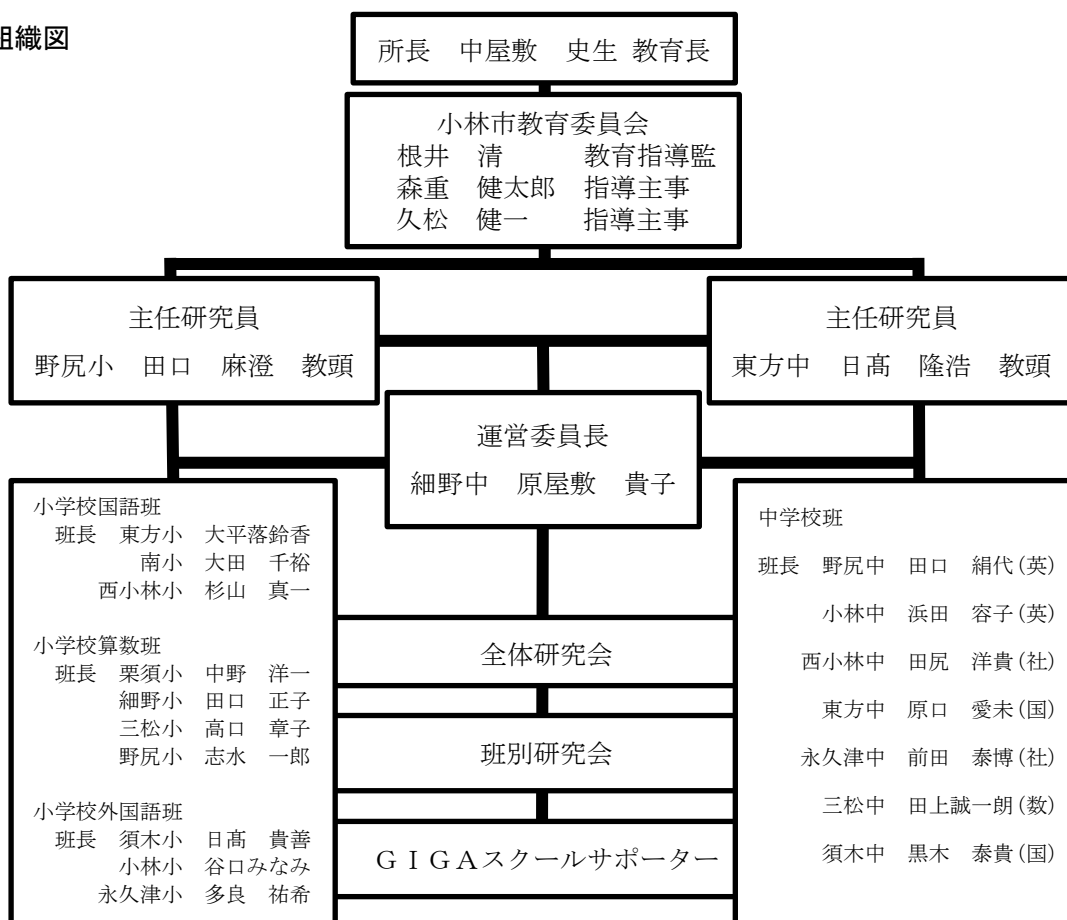 組織図
所長　中屋敷　史生 教育長
小林市教育委員会
根井　清　　　教育指導監
森重　健太郎　指導主事
久松　健一　　指導主事
主任研究員
野尻小　田口　麻澄　教頭
主任研究員
東方中　日髙　隆浩　教頭
運営委員長
細野中　原屋敷　貴子
小学校国語班
班長　東方小　大平落鈴香
南小　大田　千裕
西小林小　杉山　真一
小学校算数班
班長　栗須小　中野　洋一
細野小　田口　正子
三松小　高口　章子
野尻小　志水　一郎
小学校外国語班
班長　須木小　日髙　貴善
小林小　谷口みなみ
永久津小　多良　祐希
全体研究会
班別研究会
ＧＩＧＡスクールサポーター
中学校班
班長　野尻中　田口　絹代(英)
小林中　浜田　容子(英)
西小林中　田尻　洋貴(社)
東方中　原口　愛未(国)
永久津中　前田　泰博(社)
三松中　田上誠一朗(数)
須木中　黒木　泰貴(国)